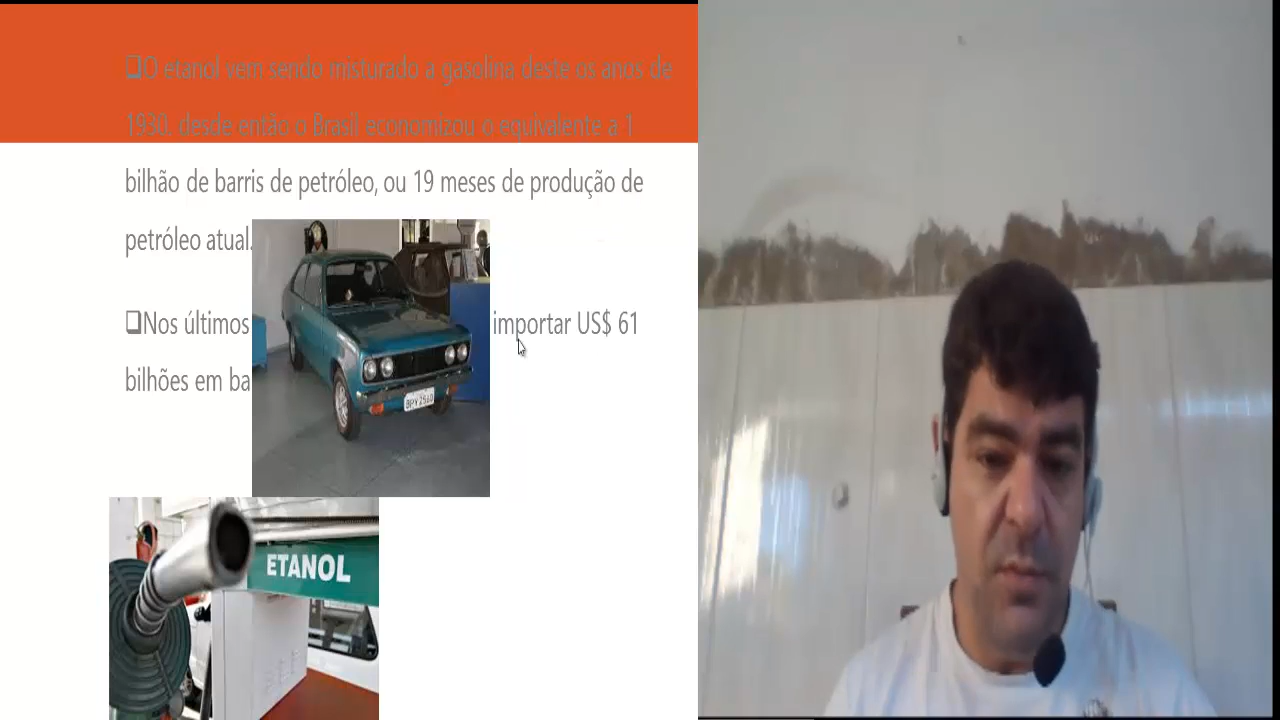 ❑O etanol vem sendo misturado a gasolina deste os anos de
1930, desde então o Brasil economizou o equivalente a 1
bilhão de barris de petróleo, ou 19 meses de produção de
petróleo atual.
❑Nos últimos importar US$ 61
bilhões em ba
ETANOL